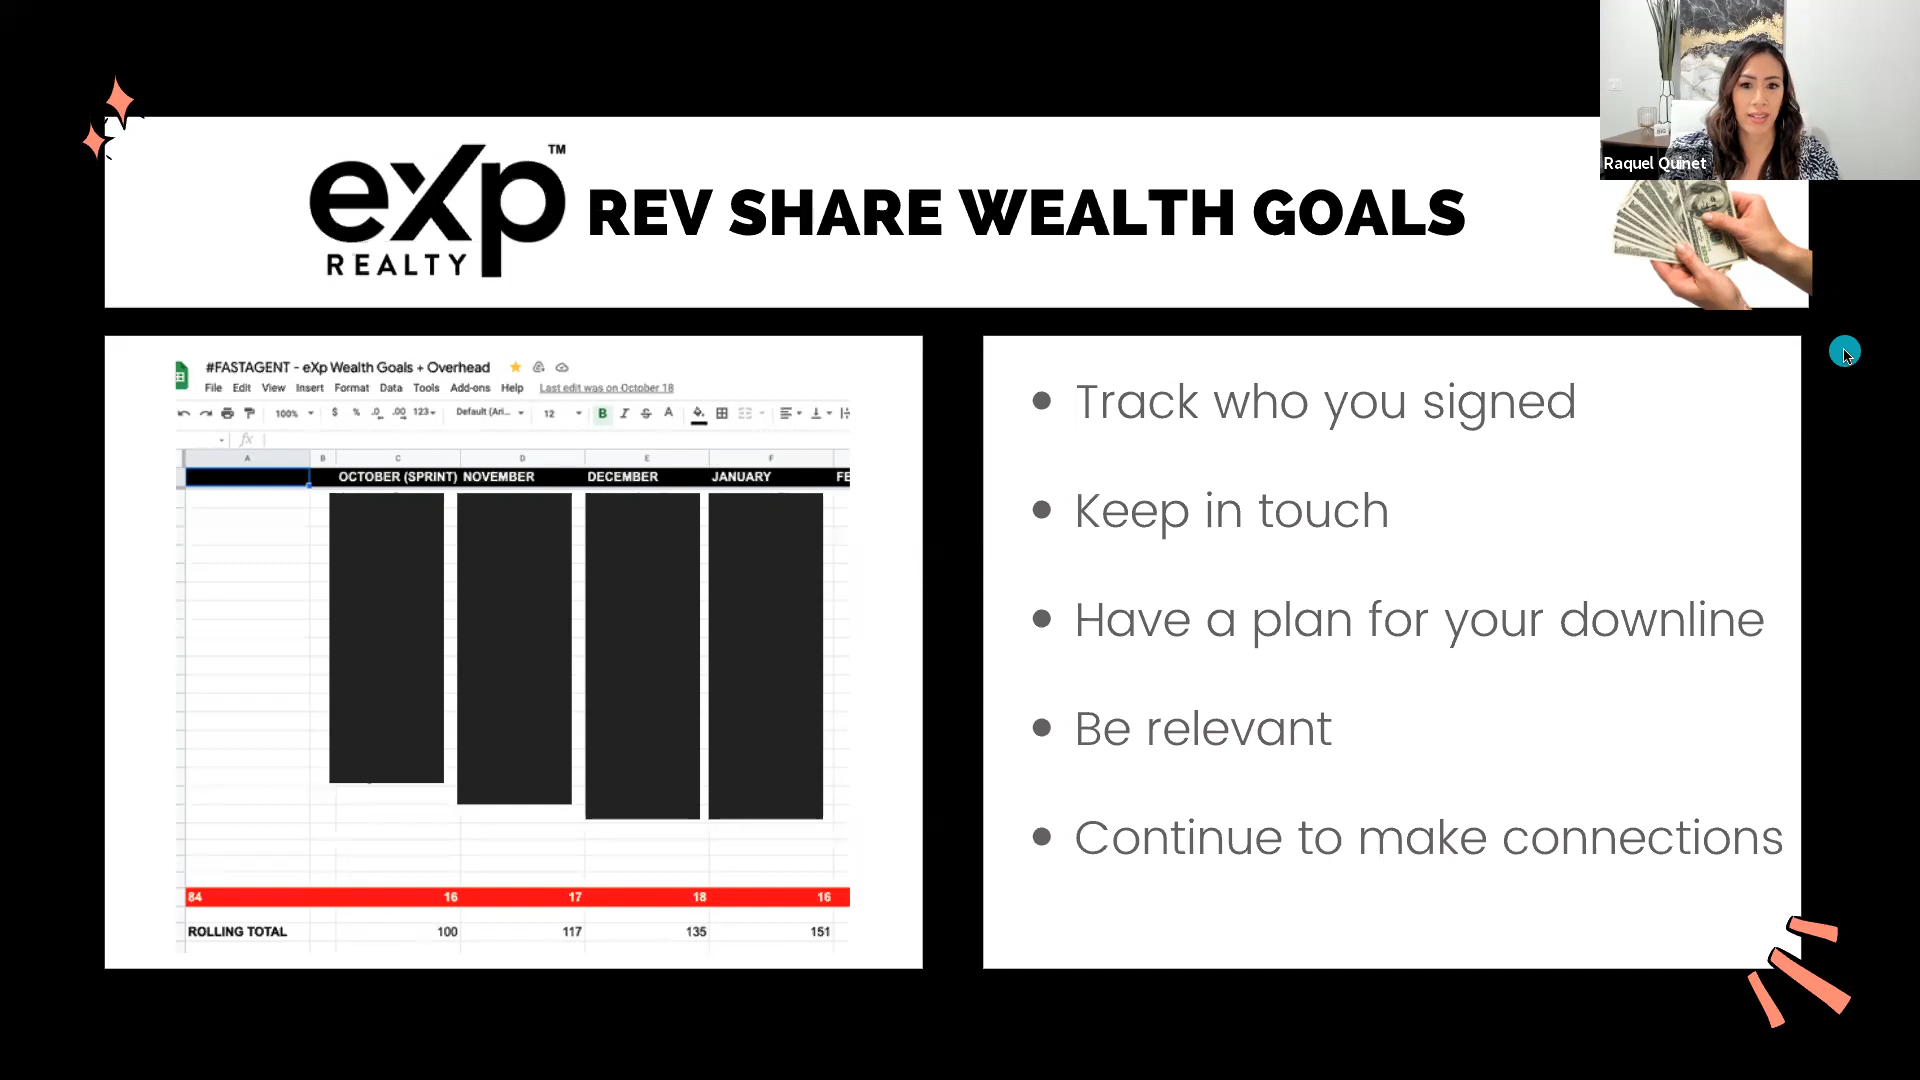 Raquel Quinet
eXp™
REALTY
REV SHARE WEALTH GOALS
#FASTAGENT - eXp Wealth Goals + Overhead
File Edit View Insert Format Data Tools Add-ons Help Last edit was on October 18
100% $ % .0 .00 123 Default (Ari... 12 B I S A
fx
A B C D E F
OCTOBER (SPRINT) NOVEMBER DECEMBER JANUARY FE
84 16 17 18 16
ROLLING TOTAL 100 117 135 151
• Track who you signed
• Keep in touch
• Have a plan for your downline
• Be relevant
• Continue to make connections